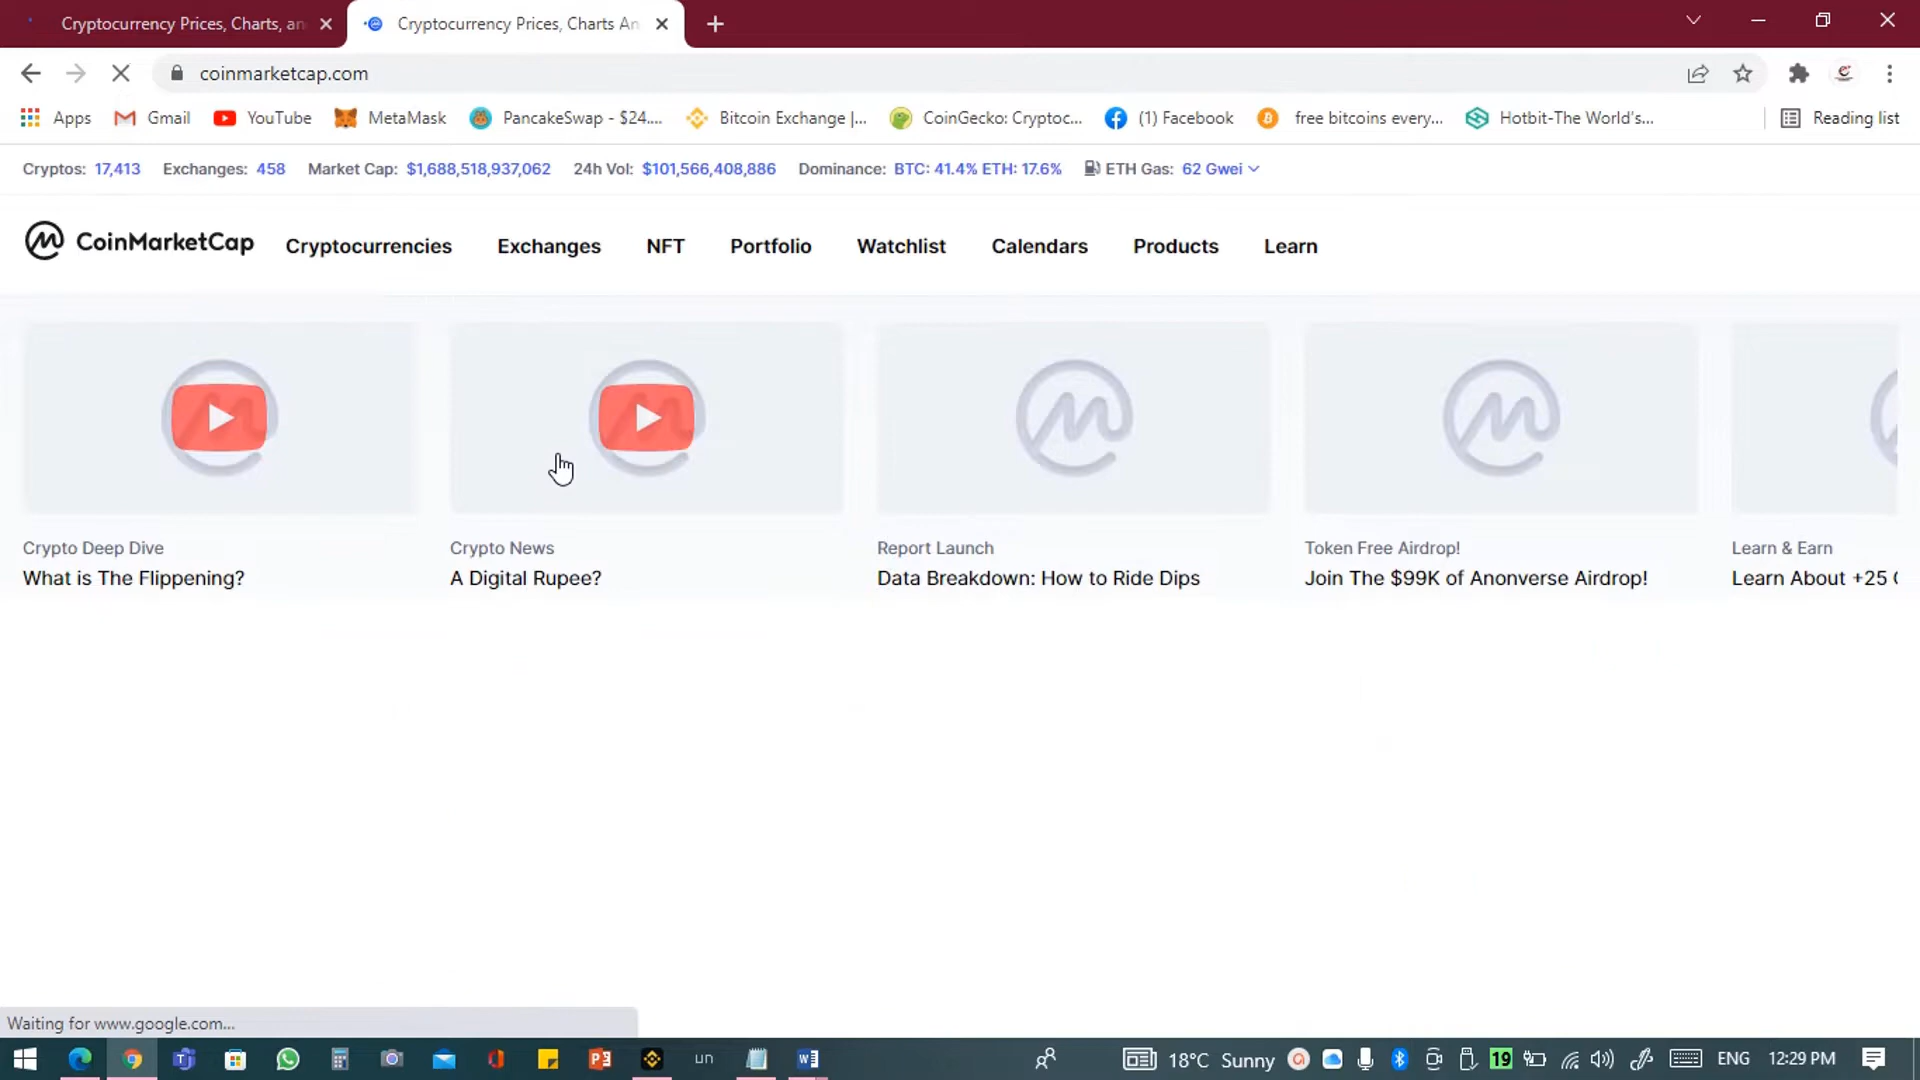 Cryptocurrency Prices, Charts, an
Cryptocurrency Prices, Charts An
coinmarketcap.com
Apps Gmail YouTube MetaMask PancakeSwap - $24.... Bitcoin Exchange |... CoinGecko: Cryptoc... (1) Facebook free bitcoins every... Hotbit-The World's... Reading list
Cryptos: 17,413 Exchanges: 458 Market Cap: $1,688,518,937,062 24h Vol: $101,566,408,886 Dominance: BTC: 41.4% ETH: 17.6% ETH Gas: 62 Gwei
CoinMarketCap Cryptocurrencies Exchanges NFT Portfolio Watchlist Calendars Products Learn
Crypto Deep Dive
What is The Flippening?
Crypto News
A Digital Rupee?
Report Launch
Data Breakdown: How to Ride Dips
Token Free Airdrop!
Join The $99K of Anonverse Airdrop!
Learn & Earn
Learn About +25
Waiting for www.google.com...
un 18°C Sunny 19 ENG 12:29 PM